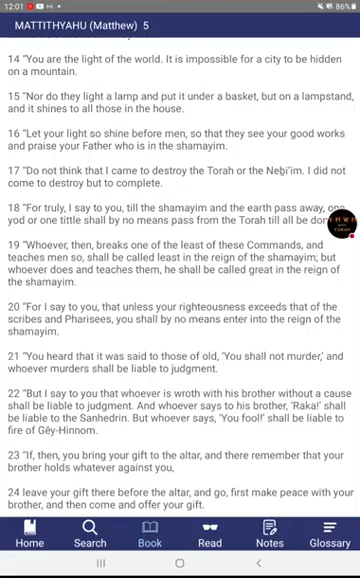 12:01
86%
MATTITHYAHU (Matthew) 5
14 “You are the light of the world. It is impossible for a city to be hidden
on a mountain.
15 “Nor do they light a lamp and put it under a basket, but on a lampstand,
and it shines to all those in the house.
16 “Let your light so shine before men, so that they see your good works
and praise your Father who is in the shamayim.
17 “Do not think that I came to destroy the Torah or the Neḇi’im. I did not
come to destroy but to complete.
18 “For truly, I say to you, till the shamayim and the earth pass away, one
yod or one tittle shall by no means pass from the Torah till all be don
19 “Whoever, then, breaks one of the least of these Commands, and
teaches men so, shall be called least in the reign of the shamayim; but
whoever does and teaches them, he shall be called great in the reign of
the shamayim.
20 “For I say to you, that unless your righteousness exceeds that of the
scribes and Pharisees, you shall by no means enter into the reign of the
shamayim.
21 “You heard that it was said to those of old, ‘You shall not murder,’ and
whoever murders shall be liable to judgment.
22 “But I say to you that whoever is wroth with his brother without a cause
shall be liable to judgment. And whoever says to his brother, ‘Raka!’ shall
be liable to the Sanhedrin. But whoever says, ‘You fool!’ shall be liable to
fire of Gěy-Hinnom.
23 “If, then, you bring your gift to the altar, and there remember that your
brother holds whatever against you,
24 leave your gift there before the altar, and go, first make peace with your
brother, and then come and offer your gift.
Home Search Book Read Notes Glossary